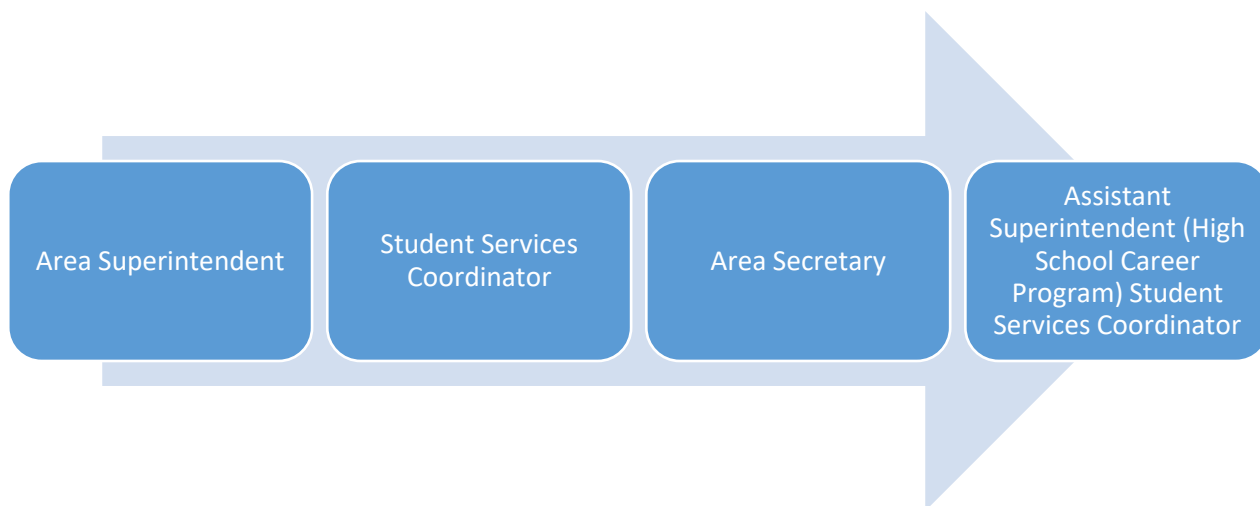 Area Superintendent
Student Services
Coordinator
Area Secretary
Assistant
Superintendent (High
School Career
Program) Student
Services Coordinator